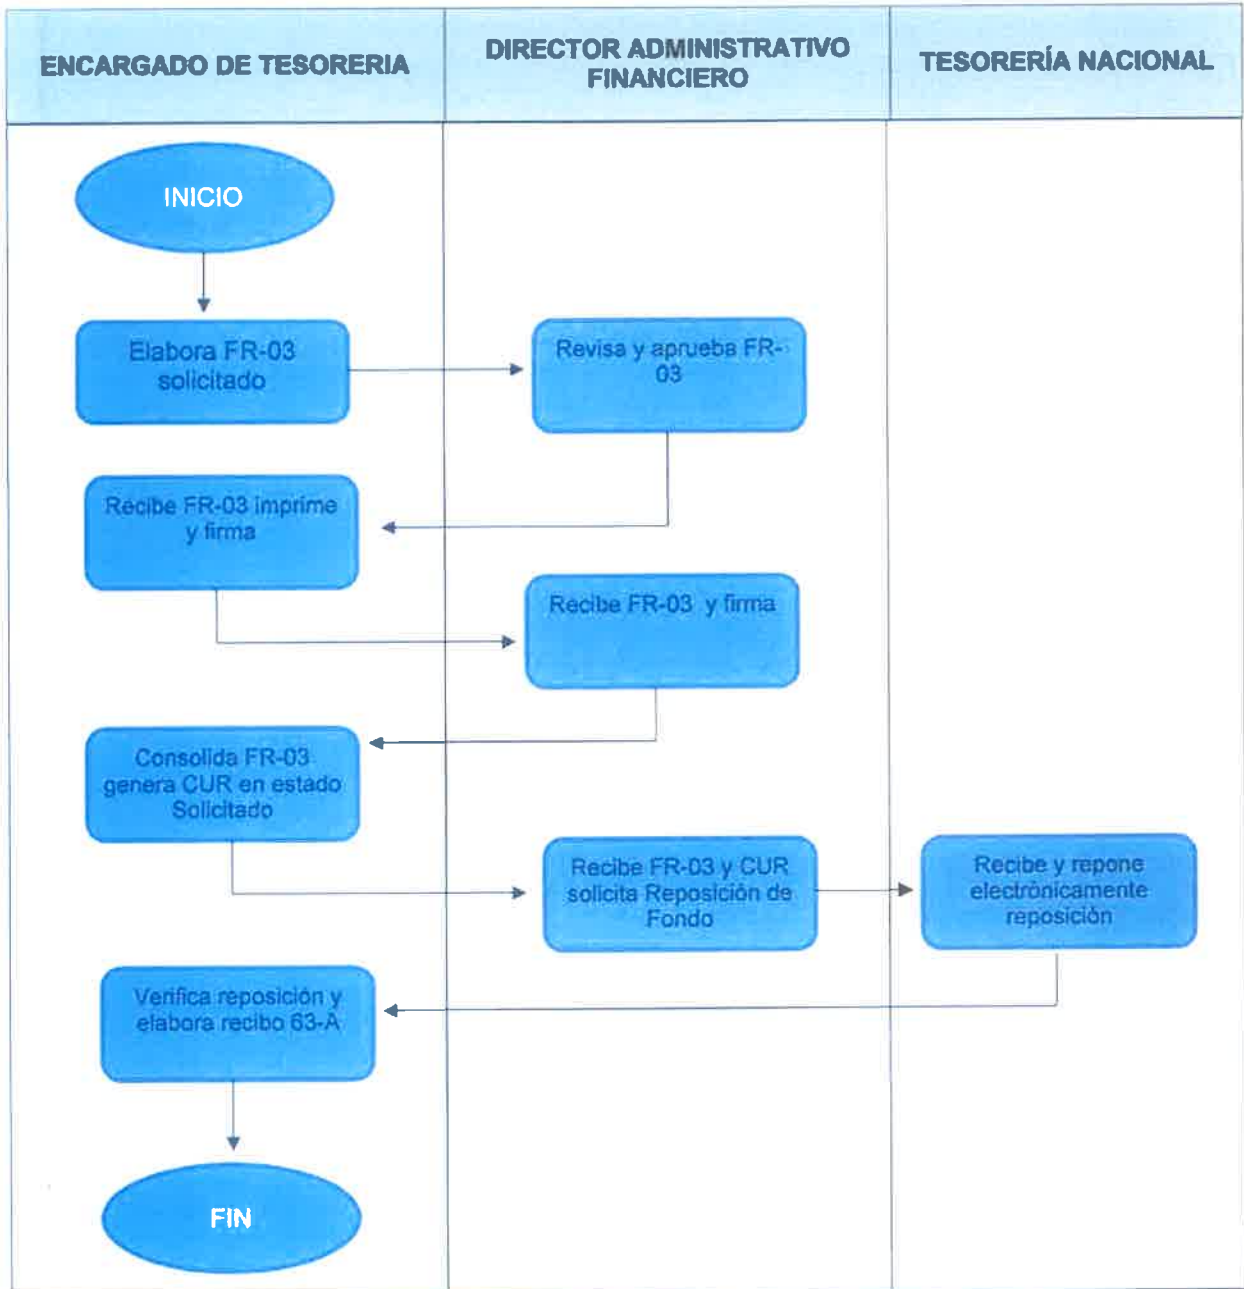 ENCARGADO DE TESORERIA
DIRECTOR ADMINISTRATIVO
FINANCIERO
TESORERÍA NACIONAL
INICIO
Elabora FR-03
solicitado
Revisa y aprueba FR-
03
Recibe FR-03 imprime
y firma
Recibe FR-03 y firma
Consolida FR-03
genera CUR en estado
Solicitado
Recibe FR-03 y CUR
solicita Reposición de
Fondo
Recibe y repone
electrónicamente
reposición
Verifica reposición y
elabora recibo 63-A
FIN